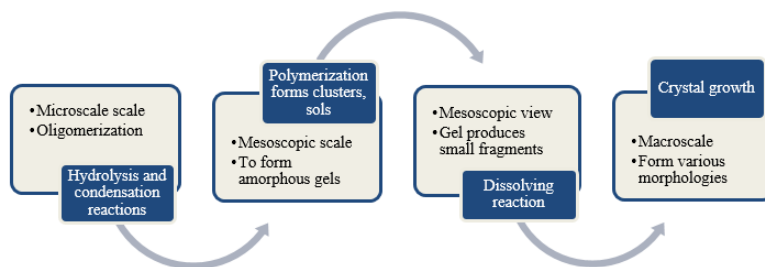 •Microscale scale
•Oligomerization
Hydrolysis and
condensation
reactions
Polymerization
forms clusters,
sols
•Mesoscopic scale
•To form
amorphous gels
•Mesoscopic view
•Gel produces
small fragments
Dissolving
reaction
Crystal growth
•Macroscale
•Form various
morphologies